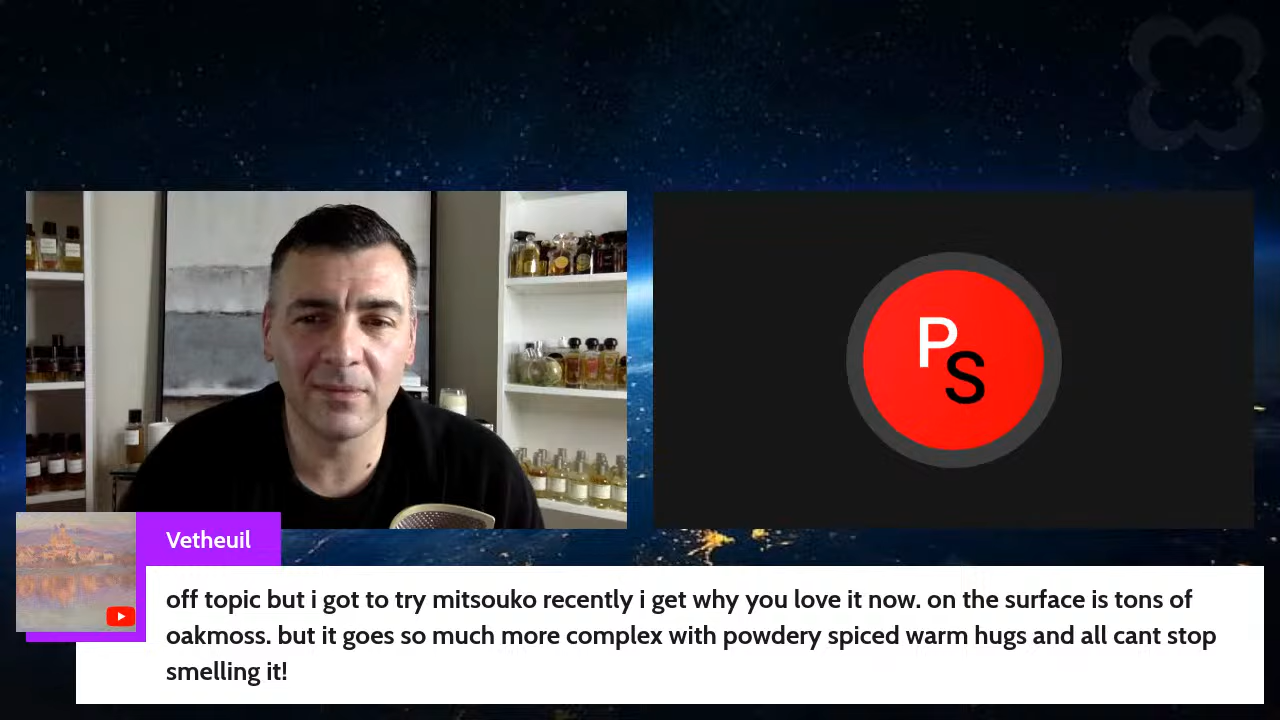 P
S
Vetheuil
off topic but i got to try mitsouko recently i get why you love it now. on the surface is tons of
oakmoss. but it goes so much more complex with powdery spiced warm hugs and all cant stop
smelling it!